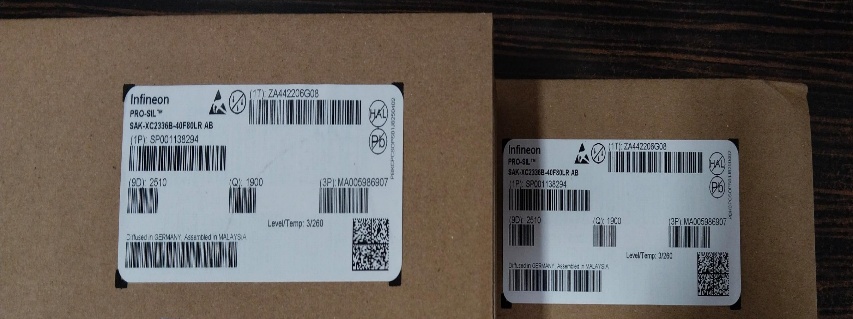 Infineon
(1T): ZA442206G08
PRO-SIL™
SAK-XC2336B-40F80LR AB
(1P): SP001138294
HAL
Pb
(9D): 2510
(Q): 1900
(3P): MA005986907
Level/Temp: 3/260
Diffused in GERMANY, Assembled in MALAYSIA
Infineon
(1T): ZA442206G08
PRO-SIL™
SAK-XC2336B-40F80LR AB
(1P): SP001138294
HAL
Pb
(9D): 2510
(Q): 1900
(3P): MA005986907
Level/Temp: 3/260
Diffused in GERMANY, Assembled in MALAYSIA